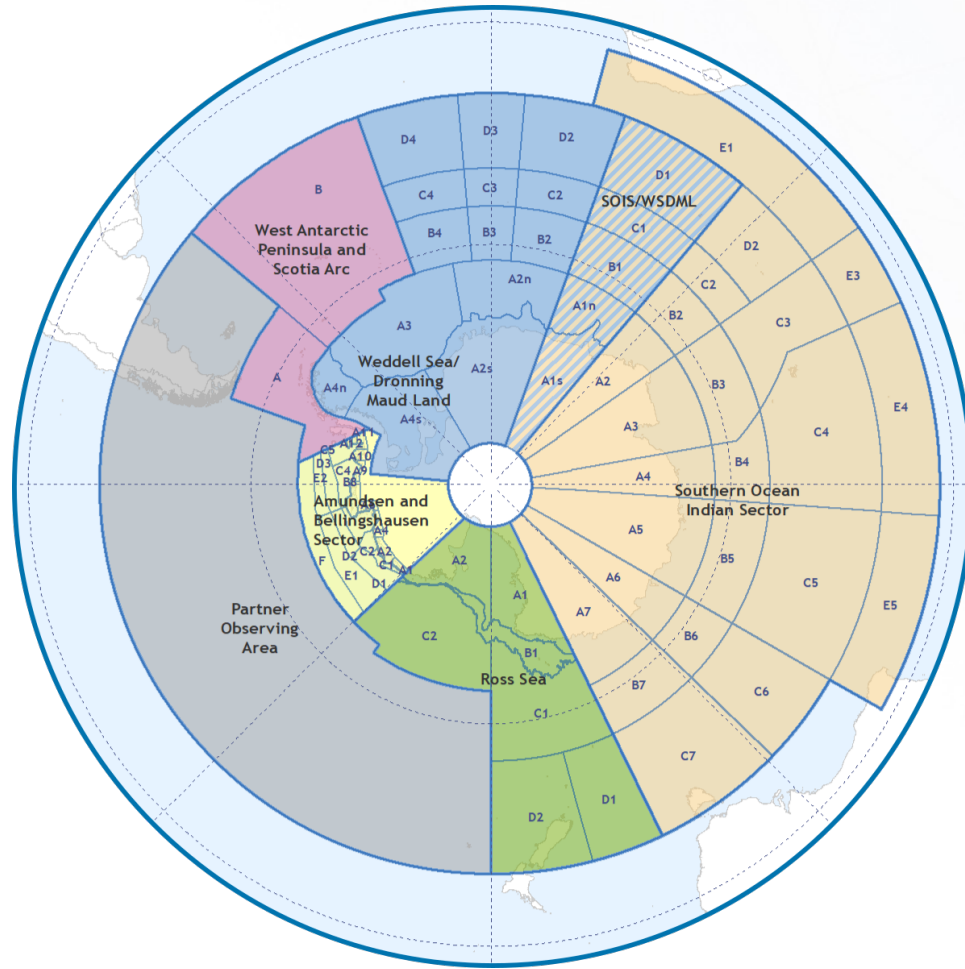 E1
D3
D2
D4
B
D1
C3
C4
C2
SOIS/WSDML
C1
West Antarctic
Peninsula and
Scotia Arc
B4
B3
B2
D2
E3
B1
A2n
C2
A1n
B2
C3
A3
Weddell Sea/
Dronning
Maud Land
A2s
A
A4n
A1s
A2
B3
E4
A4s
A3
C4
A11
A12
C5
A10
D3
C4
A9
E2
B8
B4
A4
Southern Ocean
Indian Sector
Amundsen and
Bellingshausen
Sector
A4
A5
C2
A2
D2
F
C1
A1
E1
D1
A2
B5
A6
C5
A1
A7
E5
Partner
Observing
Area
C2
B6
B1
Ross Sea
B7
C6
C1
C7
D1
D2